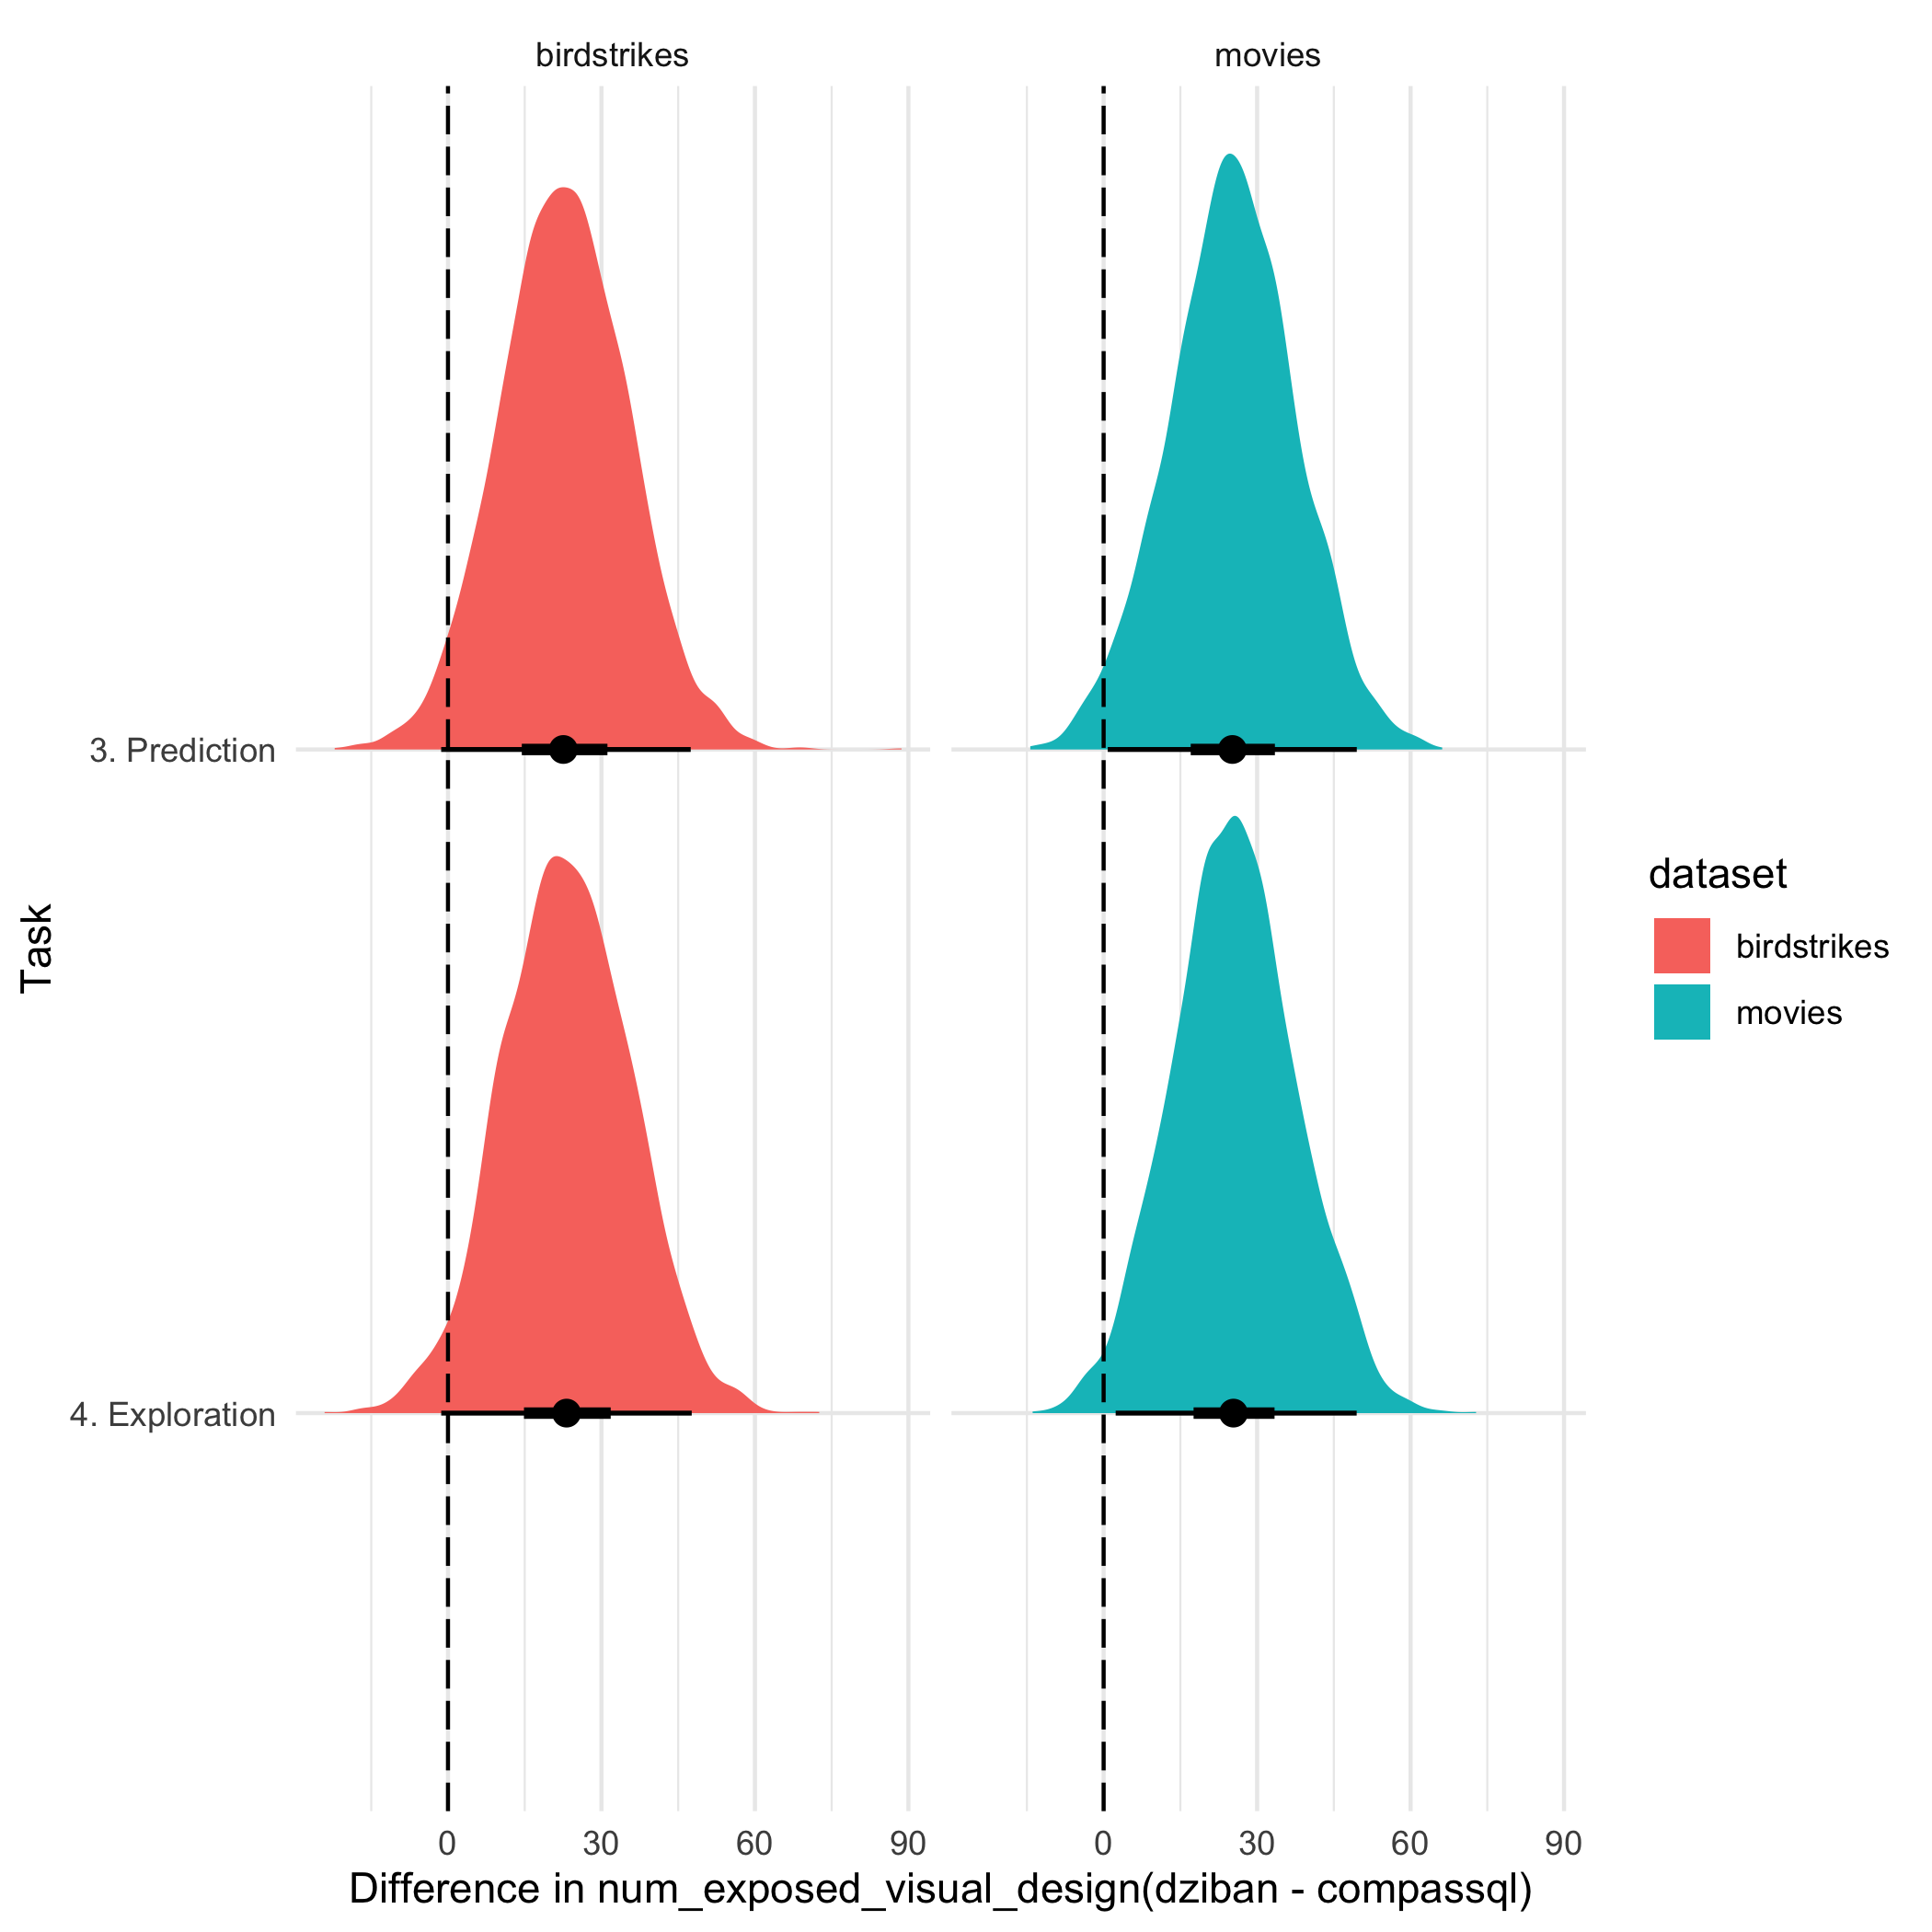 birdstrikes
movies
3. Prediction
4. Exploration
Task
0 30 60 90
0 30 60 90
Difference in num_exposed_visual_design(dziban - compassql)
dataset
birdstrikes
movies